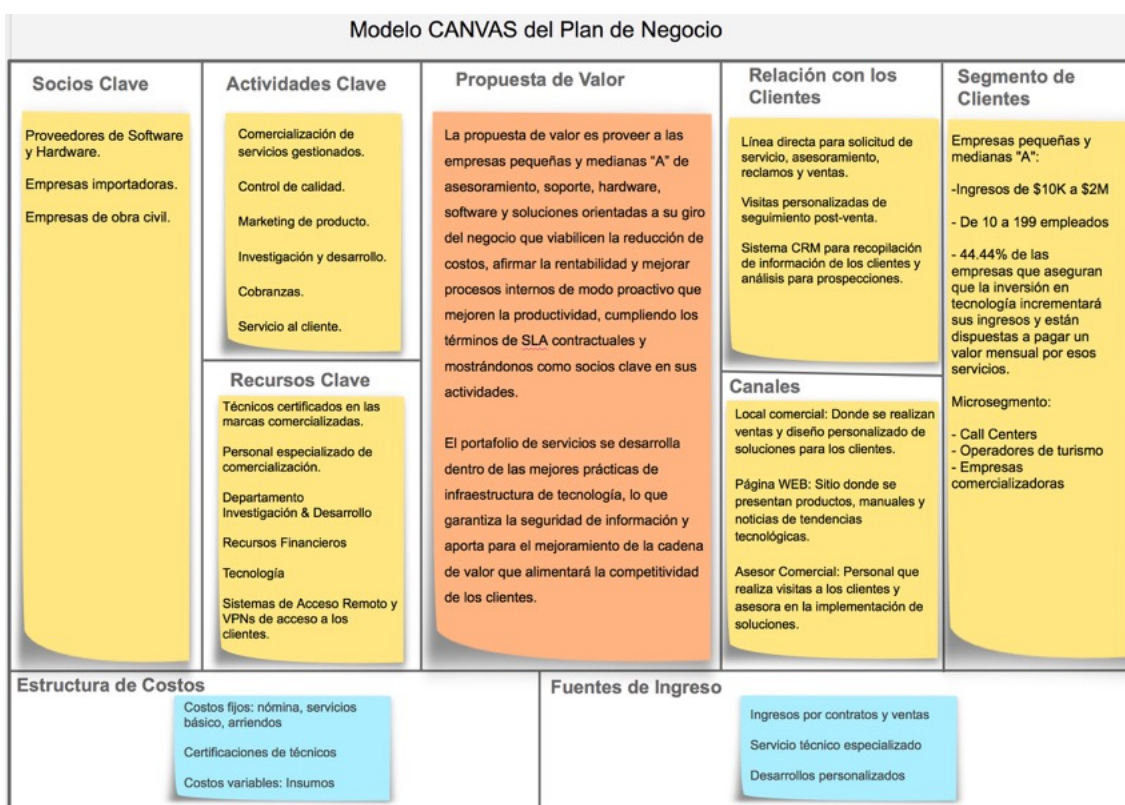 Modelo CANVAS del Plan de Negocio
Socios Clave
Proveedores de Software
y Hardware.
Empresas importadoras.
Empresas de obra civil.
Actividades Clave
Comercialización de
servicios gestionados.
Control de calidad.
Marketing de producto.
Investigación y desarrollo.
Cobranzas.
Servicio al cliente.
Recursos Clave
Técnicos certificados en las
marcas comercializadas.
Personal especializado de
comercialización.
Departamento
Investigación & Desarrollo
Recursos Financieros
Tecnología
Sistemas de Acceso Remoto y
VPNs de acceso a los
clientes.
Propuesta de Valor
La propuesta de valor es proveer a las
empresas pequeñas y medianas “A” de
asesoramiento, soporte, hardware,
software y soluciones orientadas a su giro
del negocio que viabilicen la reducción de
costos, afirmar la rentabilidad y mejorar
procesos internos de modo proactivo que
mejoren la productividad, cumpliendo los
términos de SLA contractuales y
mostrándonos como socios clave en sus
actividades.
El portafolio de servicios se desarrolla
dentro de las mejores prácticas de
infraestructura de tecnología, lo que
garantiza la seguridad de información y
aporta para el mejoramiento de la cadena
de valor que alimentará la competitividad
de los clientes.
Relación con los
Clientes
Línea directa para solicitud de
servicio, asesoramiento,
reclamos y ventas.
Visitas personalizadas de
seguimiento post-venta.
Sistema CRM para recopilación
de información de los clientes y
análisis para prospecciones.
Canales
Local comercial: Donde se realizan
ventas y diseño personalizado de
soluciones para los clientes.
Página WEB: Sitio donde se
presentan productos, manuales y
noticias de tendencias
tecnológicas.
Asesor Comercial: Personal que
realiza visitas a los clientes y
asesora en la implementación de
soluciones.
Segmento de
Clientes
Empresas pequeñas y
medianas "A":
-Ingresos de $10K a $2M
- De 10 a 199 empleados
- 44.44% de las
empresas que aseguran
que la inversión en
tecnología incrementará
sus ingresos y están
dispuestas a pagar un
valor mensual por esos
servicios.
Microsegmento:
- Call Centers
- Operadores de turismo
- Empresas
comercializadoras
Estructura de Costos
Costos fijos: nómina, servicios
básico, arriendos
Certificaciones de técnicos
Costos variables: Insumos
Fuentes de Ingreso
Ingresos por contratos y ventas
Servicio técnico especializado
Desarrollos personalizados